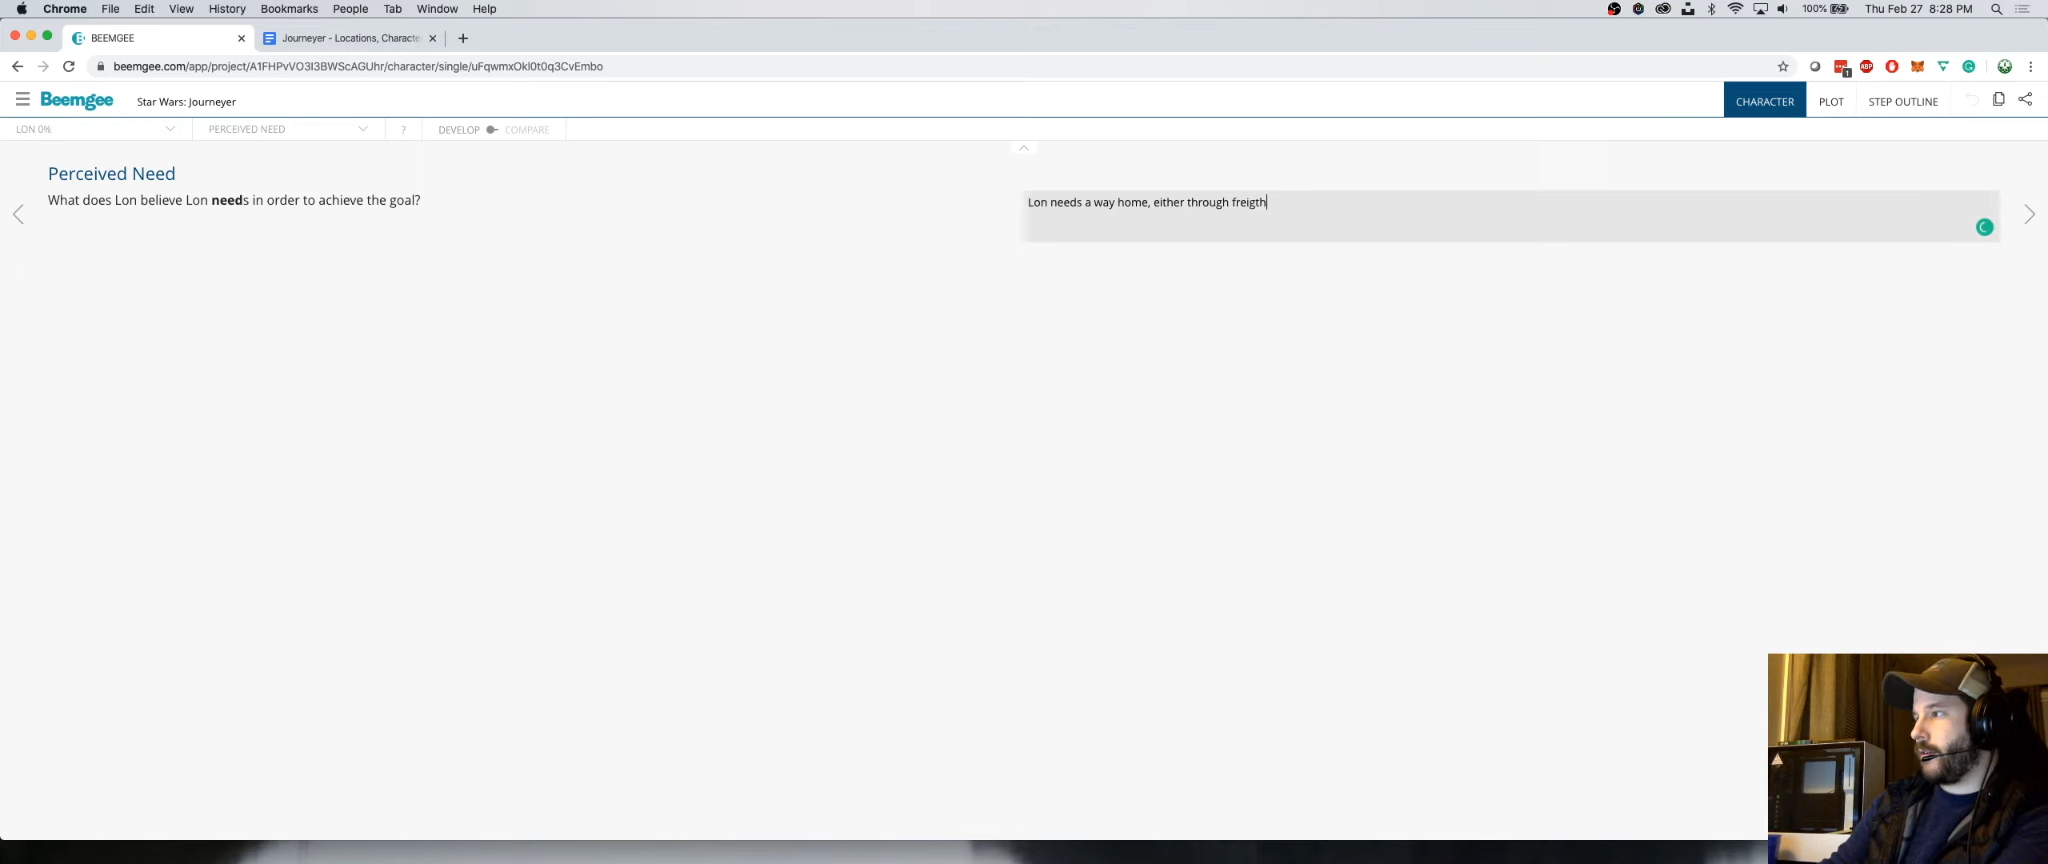 Chrome File Edit View History Bookmarks People Tab Window Help 100% Thu Feb 27 8:28 PM
BEEMGEE Journeyer - Locations, Characte
beemgee.com/app/project/A1FHPvVO3I3BWScAGUhr/character/single/uFqwmxOkl0t0q3CvEmbo
Beemgee Star Wars: Journeyer CHARACTER PLOT STEP OUTLINE
LON 0% PERCEIVED NEED ? DEVELOP COMPARE
Perceived Need
What does Lon believe Lon needs in order to achieve the goal?
Lon needs a way home, either through freigth